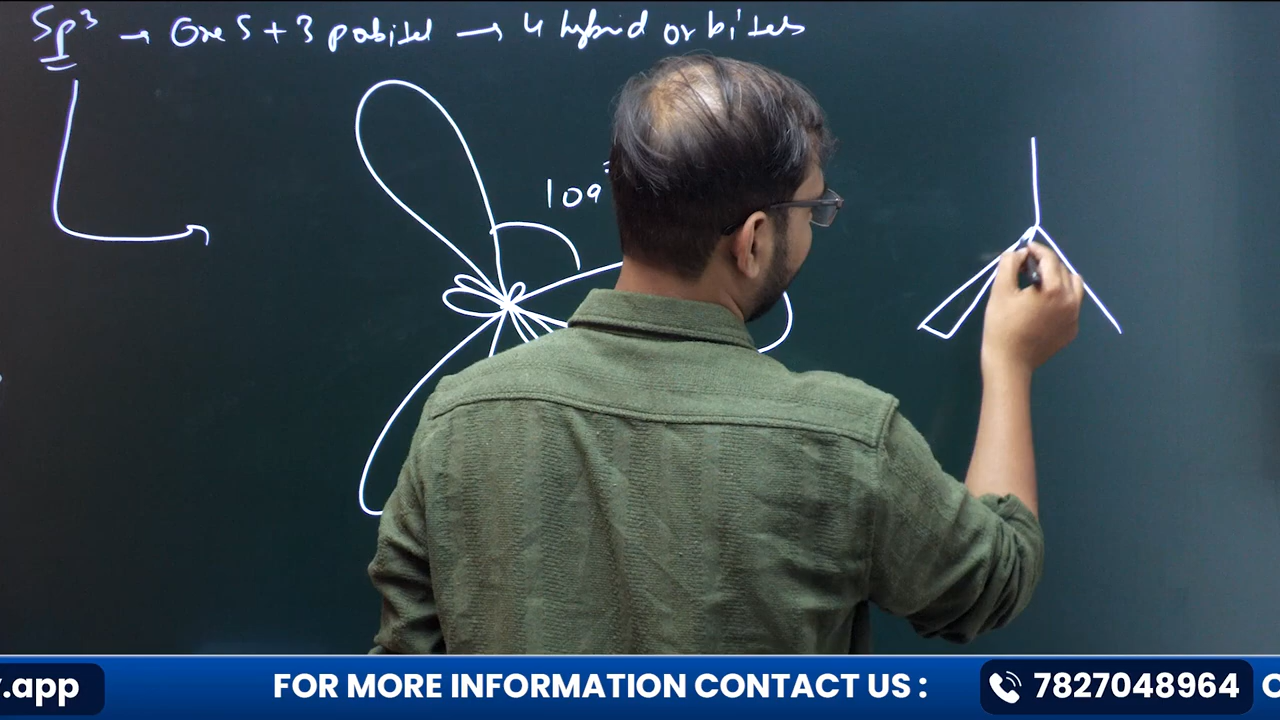 Sp³ → One S + 3 p orbital → 4 hybrid orbitals
109
y.app
FOR MORE INFORMATION CONTACT US :
7827048964